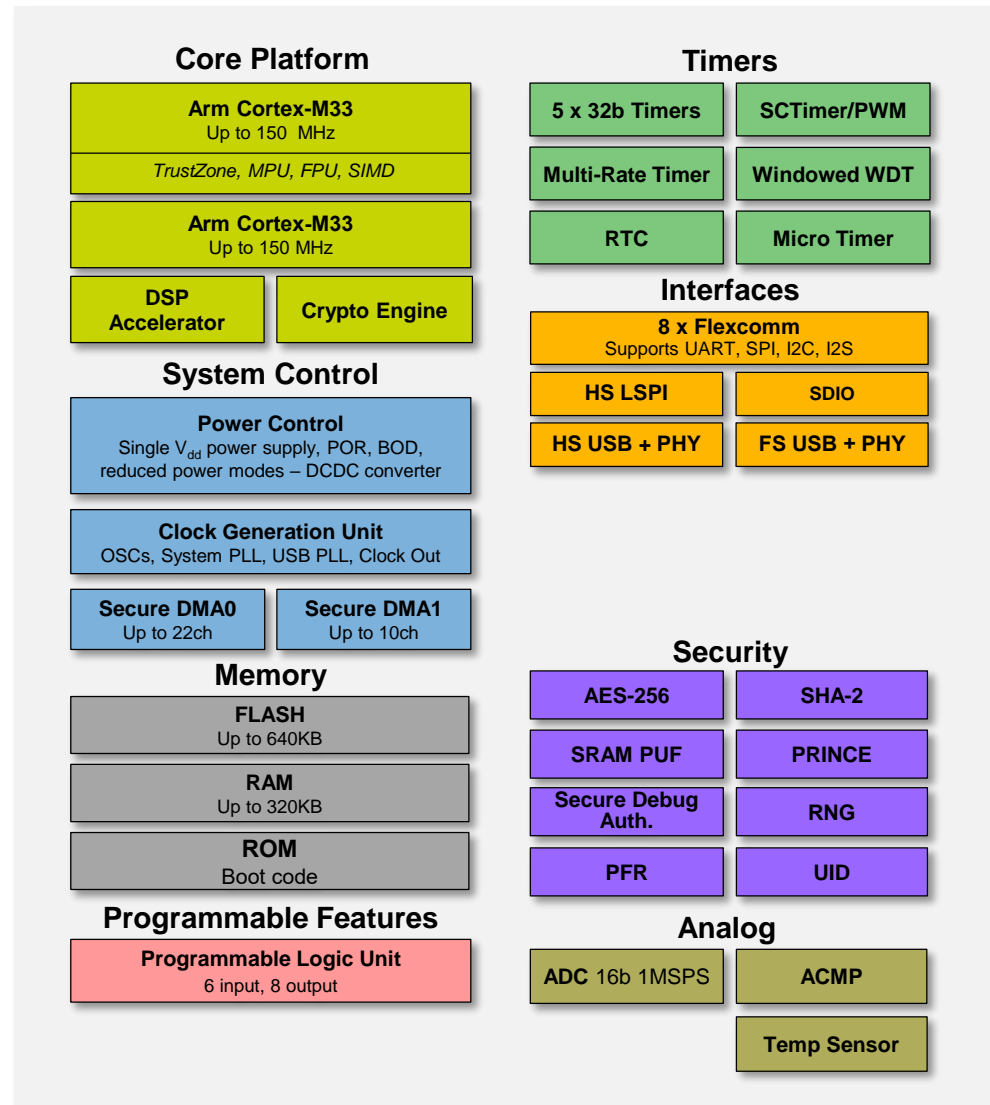 Core Platform
Arm Cortex-M33
Up to 150 MHz
TrustZone, MPU, FPU, SIMD
Arm Cortex-M33
Up to 150 MHz
DSP
Accelerator
Crypto Engine
System Control
Power Control
Single Vdd power supply, POR, BOD,
reduced power modes – DCDC converter
Clock Generation Unit
OSCs, System PLL, USB PLL, Clock Out
Secure DMA0
Up to 22ch
Secure DMA1
Up to 10ch
Memory
FLASH
Up to 640KB
RAM
Up to 320KB
ROM
Boot code
Programmable Features
Programmable Logic Unit
6 input, 8 output
Timers
5 x 32b Timers
SCTimer/PWM
Multi-Rate Timer
Windowed WDT
RTC
Micro Timer
Interfaces
8 x Flexcomm
Supports UART, SPI, I2C, I2S
HS LSPI
SDIO
HS USB + PHY
FS USB + PHY
Security
AES-256
SHA-2
SRAM PUF
PRINCE
Secure Debug
Auth.
RNG
PFR
UID
Analog
ADC 16b 1MSPS
ACMP
Temp Sensor